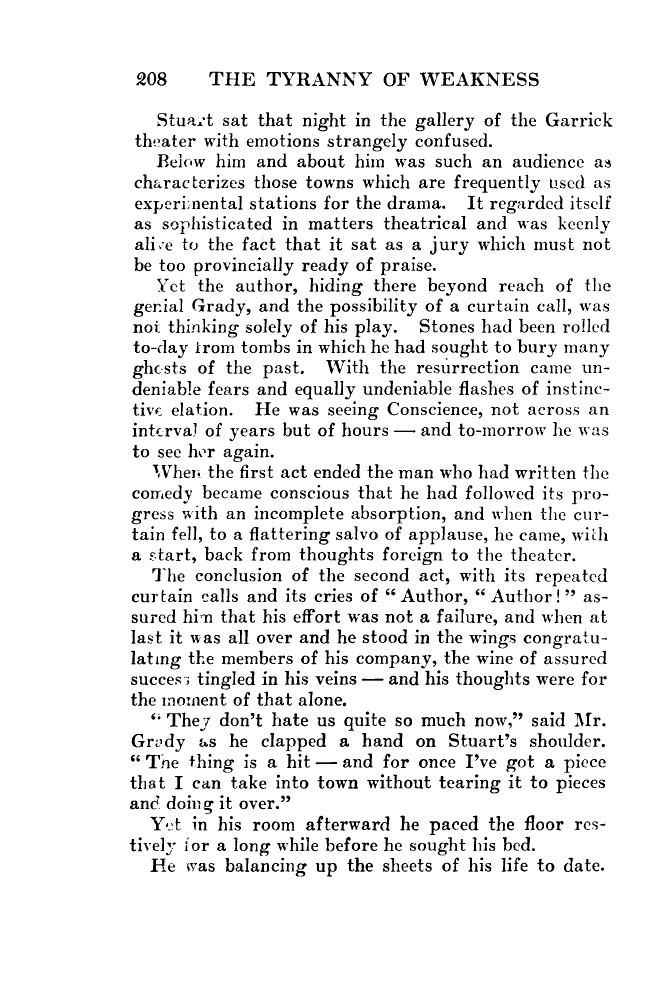 208 THE TYRANNY OF WEAKNESS
Stuart sat that night in the gallery of the Garrick
theater with emotions strangely confused.
Below him and about him was such an audience as
characterizes those towns which are frequently used as
experimental stations for the drama. It regarded itself
as sophisticated in matters theatrical and was keenly
alive to the fact that it sat as a jury which must not
be too provincially ready of praise.
Yet the author, hiding there beyond reach of the
genial Grady, and the possibility of a curtain call, was
not thinking solely of his play. Stones had been rolled
to-day from tombs in which he had sought to bury many
ghosts of the past. With the resurrection came un-
deniable fears and equally undeniable flashes of instinc-
tive elation. He was seeing Conscience, not across an
interval of years but of hours — and to-morrow he was
to see her again.
When the first act ended the man who had written the
comedy became conscious that he had followed its pro-
gress with an incomplete absorption, and when the cur-
tain fell, to a flattering salvo of applause, he came, with
a start, back from thoughts foreign to the theater.
The conclusion of the second act, with its repeated
curtain calls and its cries of “ Author, “ Author! ” as-
sured him that his effort was not a failure, and when at
last it was all over and he stood in the wings congratu-
lating the members of his company, the wine of assured
success tingled in his veins — and his thoughts were for
the moment of that alone.
“ They don’t hate us quite so much now,” said Mr.
Grady as he clapped a hand on Stuart’s shoulder.
“ The thing is a hit — and for once I’ve got a piece
that I can take into town without tearing it to pieces
and doing it over.”
Yet in his room afterward he paced the floor res-
tively for a long while before he sought his bed.
He was balancing up the sheets of his life to date.